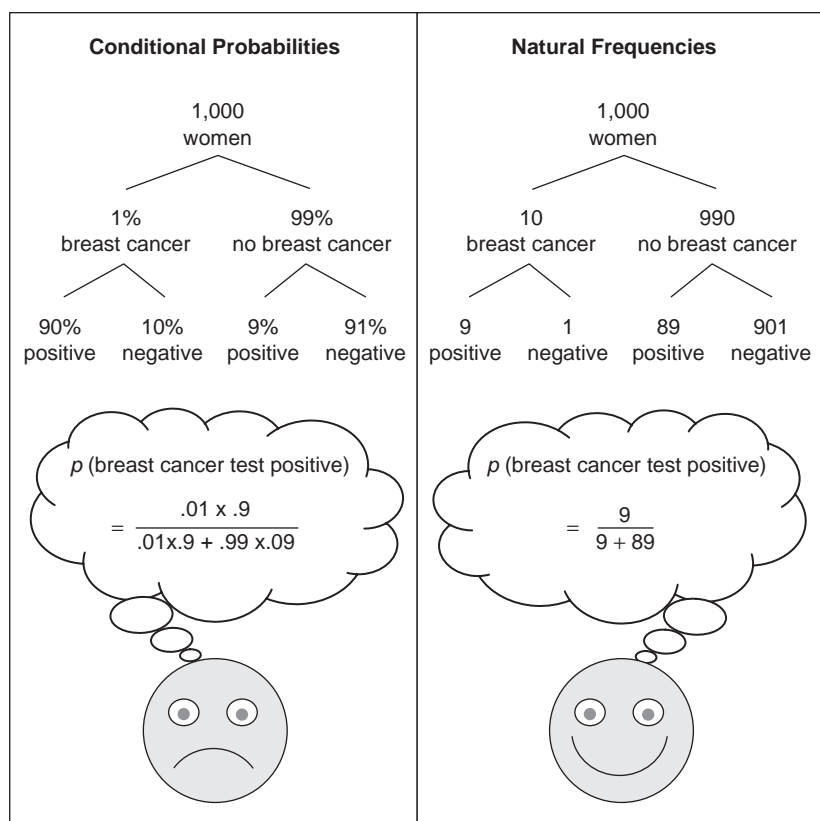 Conditional Probabilities
1,000
women
1% 99%
breast cancer no breast cancer
90% 10% 9% 91%
positive negative positive negative
p (breast cancer test positive)
.01 x .9
=
.01x.9 + .99 x.09
Natural Frequencies
1,000
women
10 990
breast cancer no breast cancer
9 1 89 901
positive negative positive negative
p (breast cancer test positive)
9
=
9 + 89